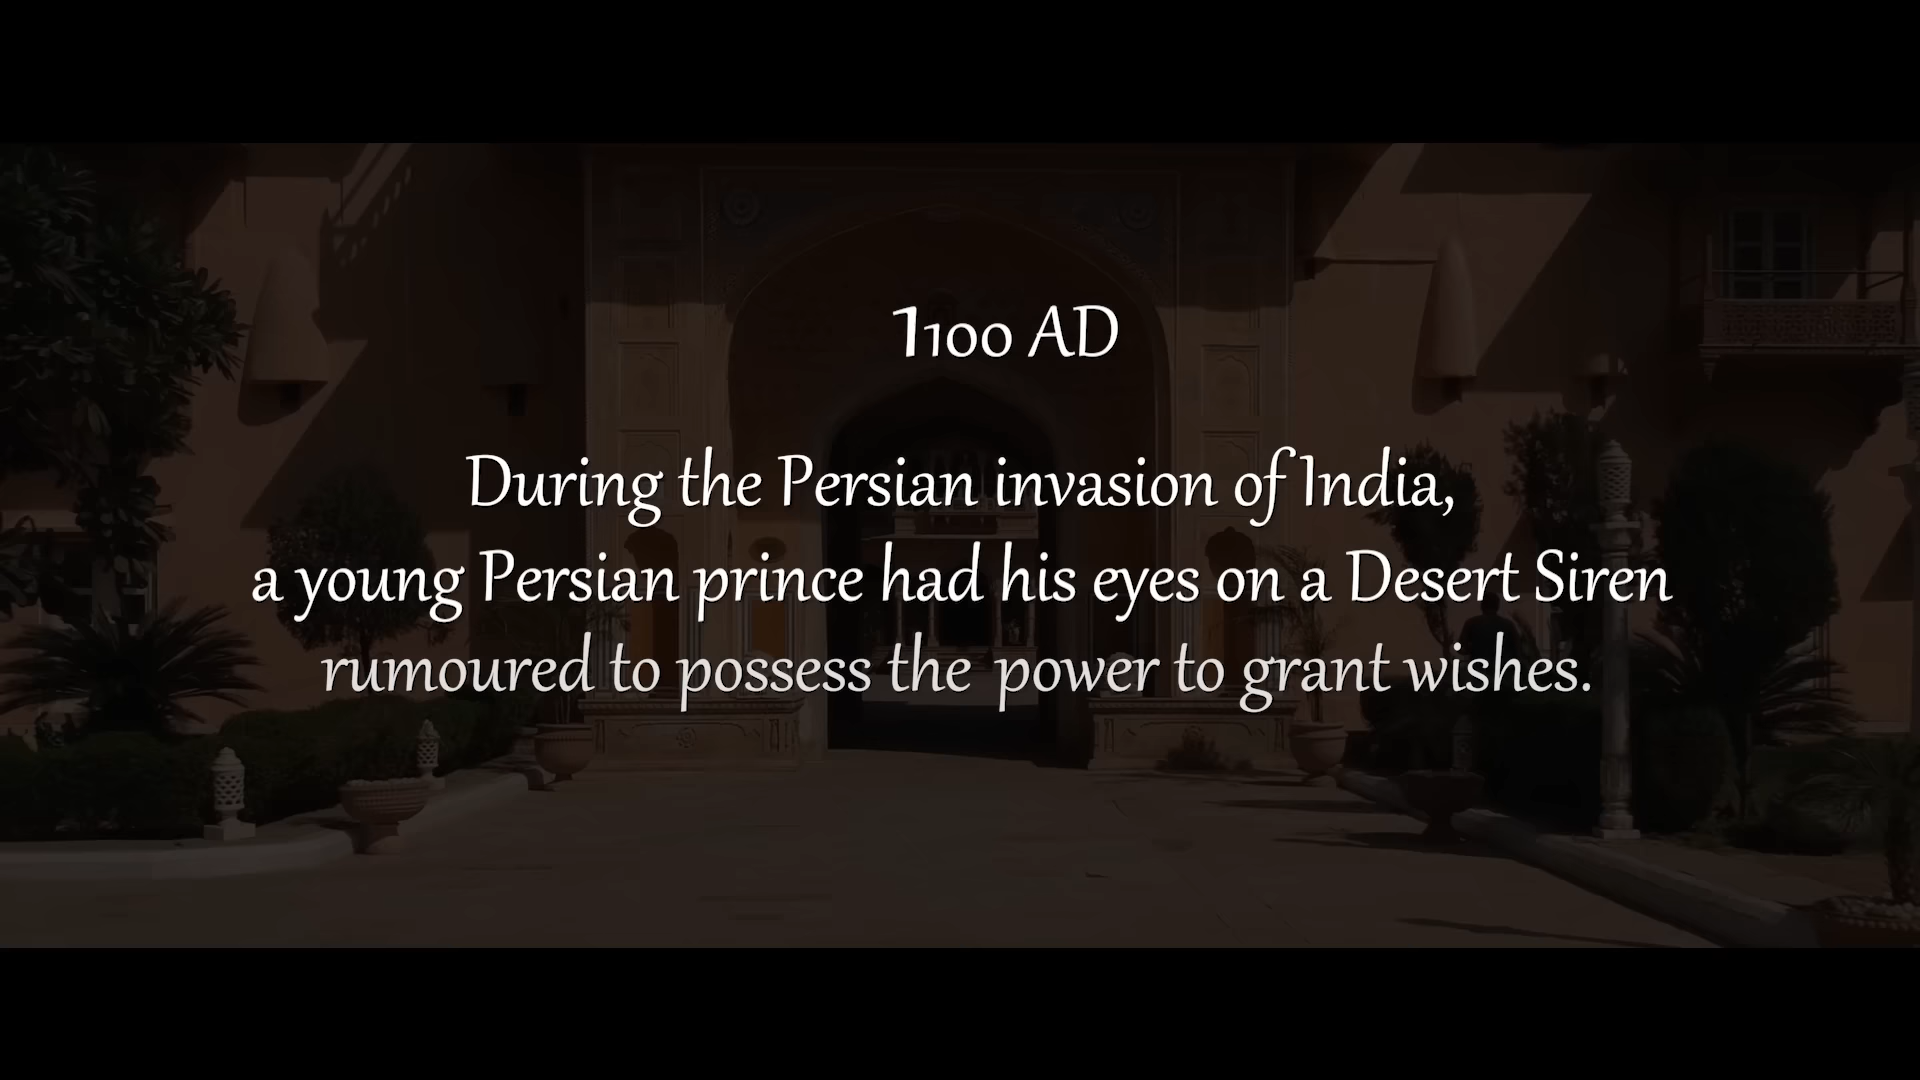 1100 AD
During the Persian invasion of India,
a young Persian prince had his eyes on a Desert Siren
rumoured to possess the power to grant wishes.